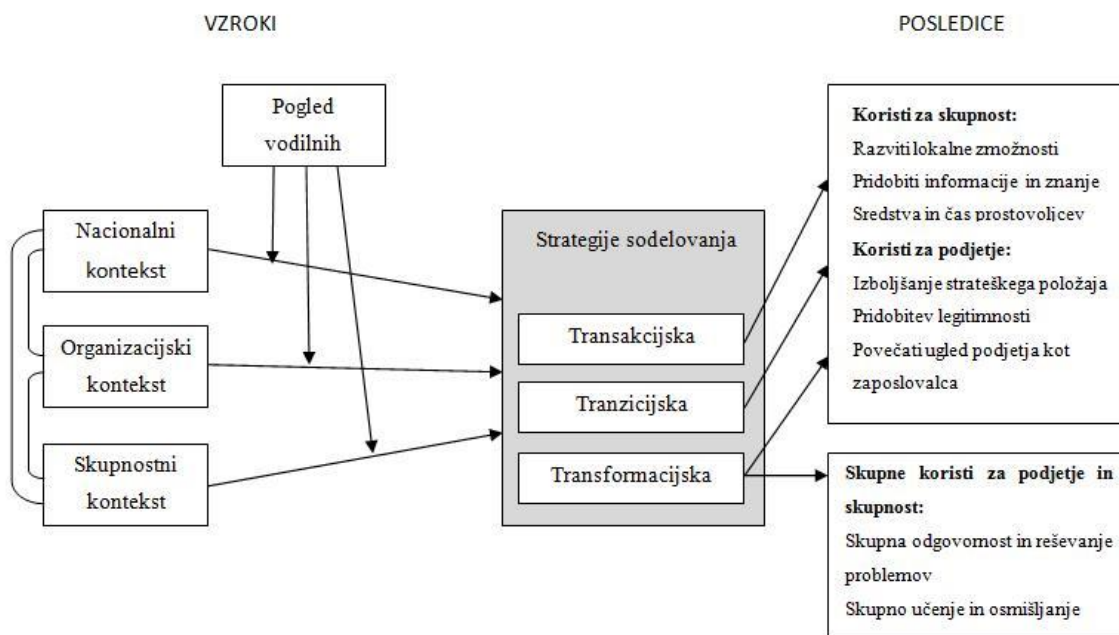 VZROKI
POSLEDICE
Pogled
vodilnih
Nacionalni
kontekst
Organizacijski
kontekst
Skupnostni
kontekst
Strategije sodelovanja
Transakcijska
Tranzicijska
Transformacijska
Koristi za skupnost:
Razviti lokalne zmožnosti
Pridobiti informacije in znanje
Sredstva in čas prostovoljcev
Koristi za podjetje:
Izboljšanje strateškega položaja
Pridobitev legitimnosti
Povečati ugled podjetja kot
zaposlovalca
Skupne koristi za podjetje in
skupnost:
Skupna odgovornost in reševanje
problemov
Skupno učenje in osmišljanje